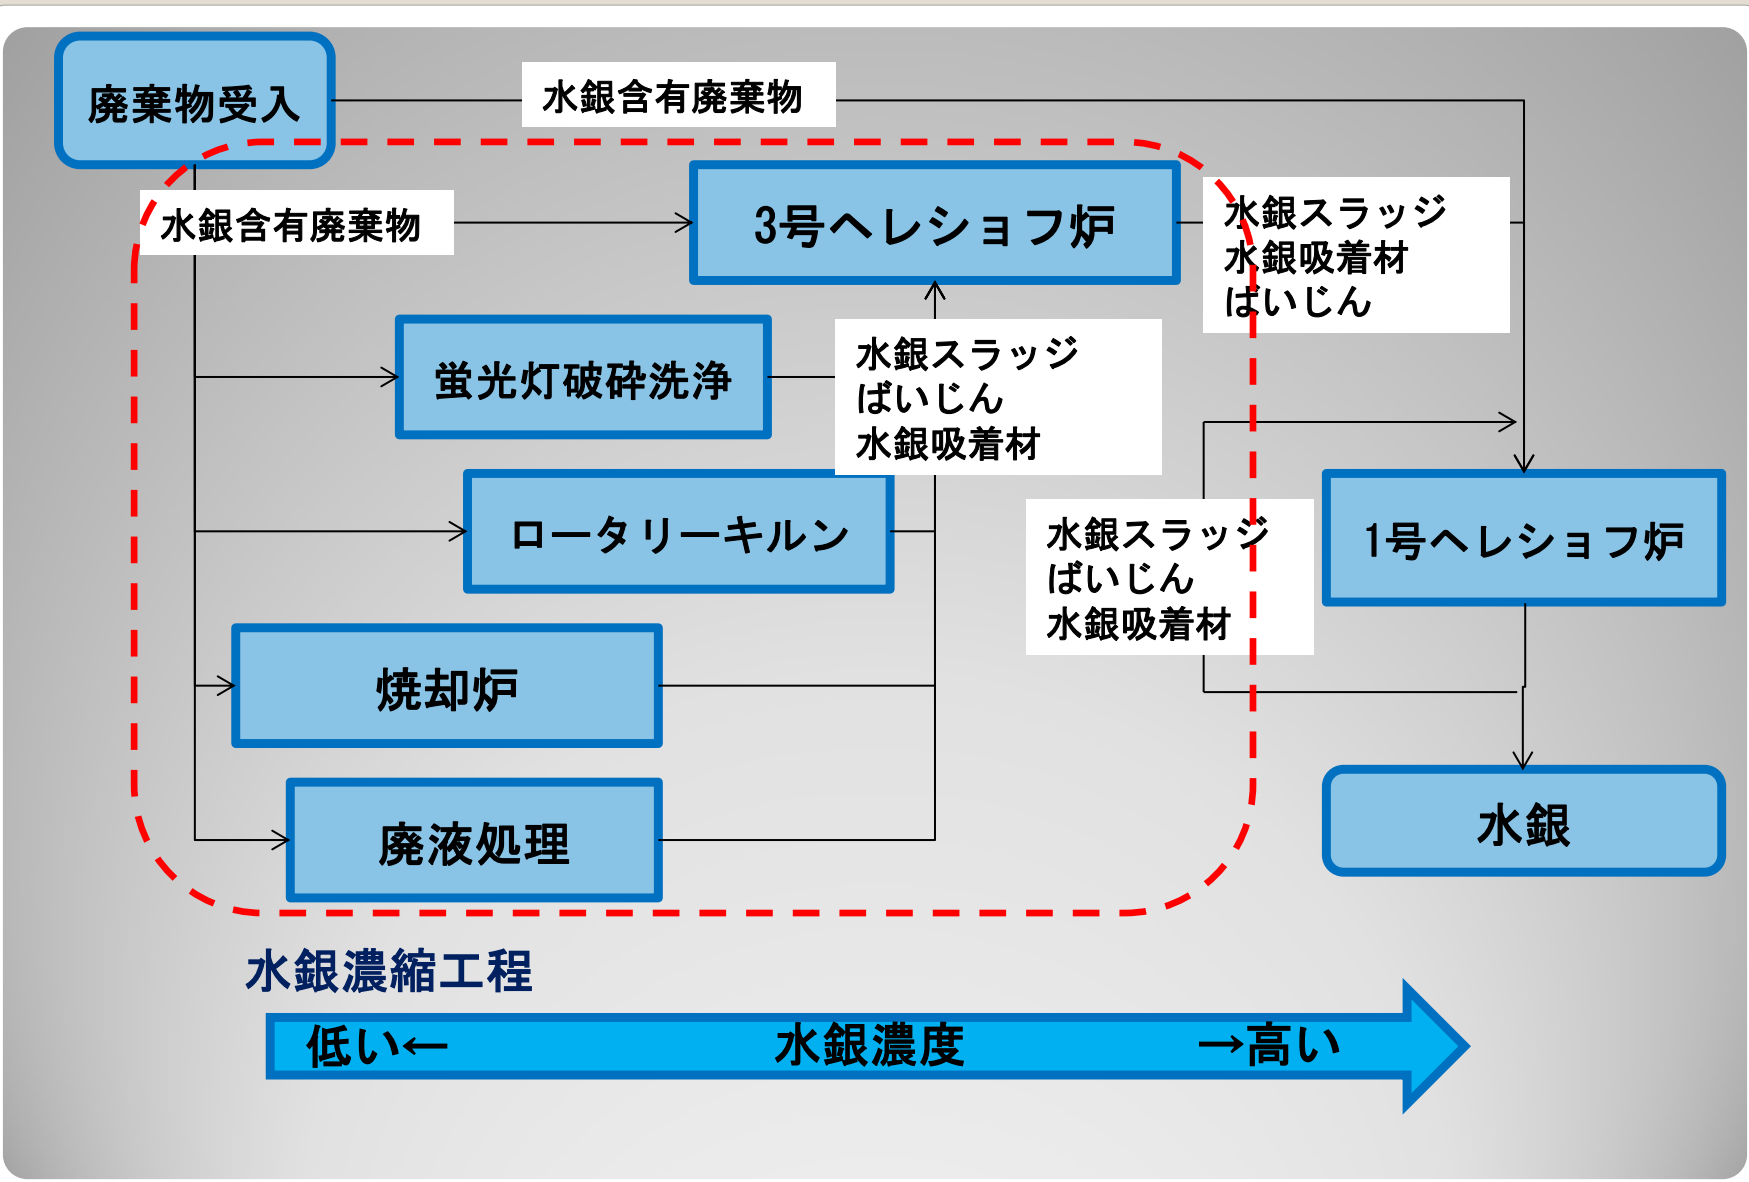 廃棄物受入
水銀含有廃棄物
水銀含有廃棄物
3号ヘレショフ炉
水銀スラッジ
水銀吸着材
ばいじん
蛍光灯破砕洗浄
水銀スラッジ
ばいじん
水銀吸着材
ロータリーキルン
水銀スラッジ
ばいじん
水銀吸着材
1号ヘレショフ炉
焼却炉
廃液処理
水銀
水銀濃縮工程
低い← 水銀濃度 →高い